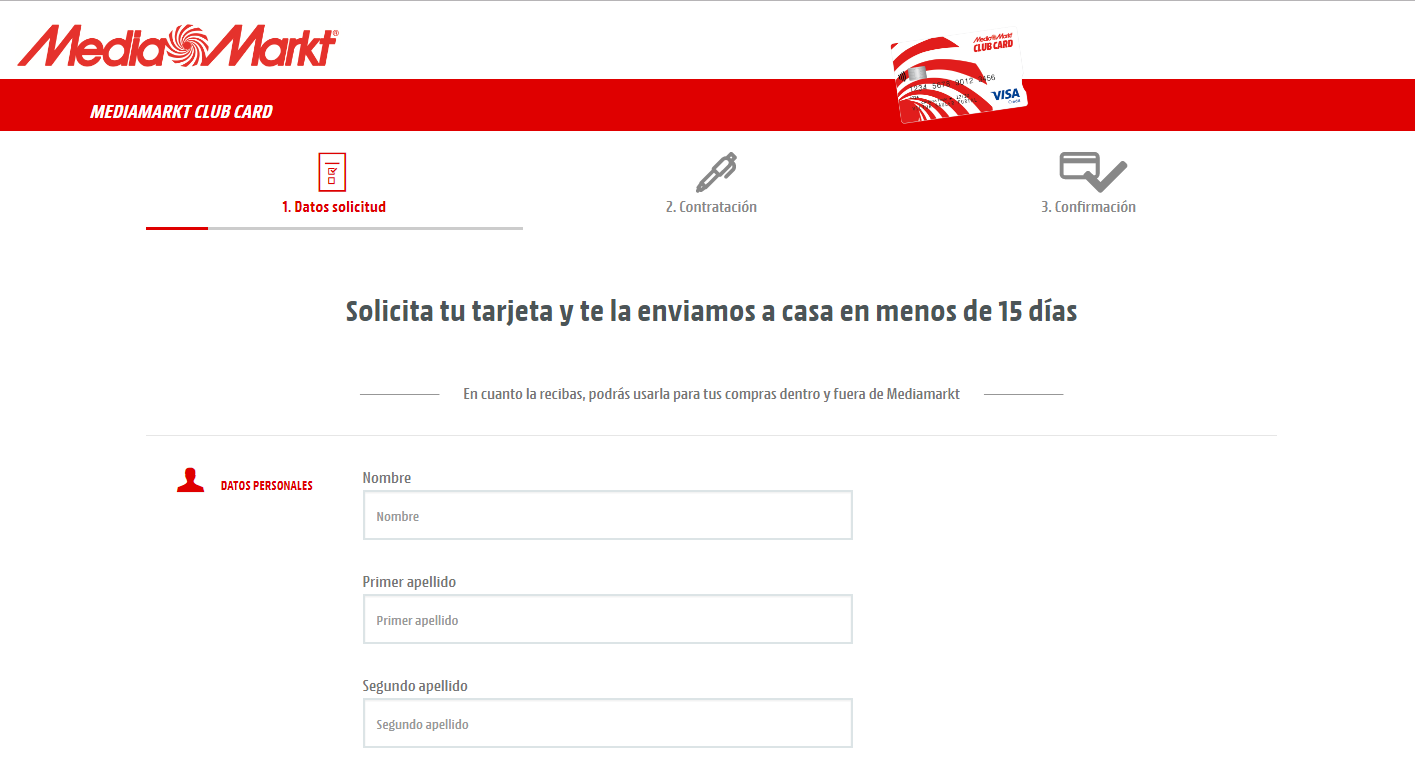 MediaMarkt®
MediaMarkt
CLUB CARD
1234 5678 9012 3456
VISA
MEDIAMARKT CLUB CARD
1. Datos solicitud
2. Contratación
3. Confirmación
Solicita tu tarjeta y te la enviamos a casa en menos de 15 días
En cuanto la recibas, podrás usarla para tus compras dentro y fuera de Mediamarkt
DATOS PERSONALES
Nombre
Nombre
Primer apellido
Primer apellido
Segundo apellido
Segundo apellido